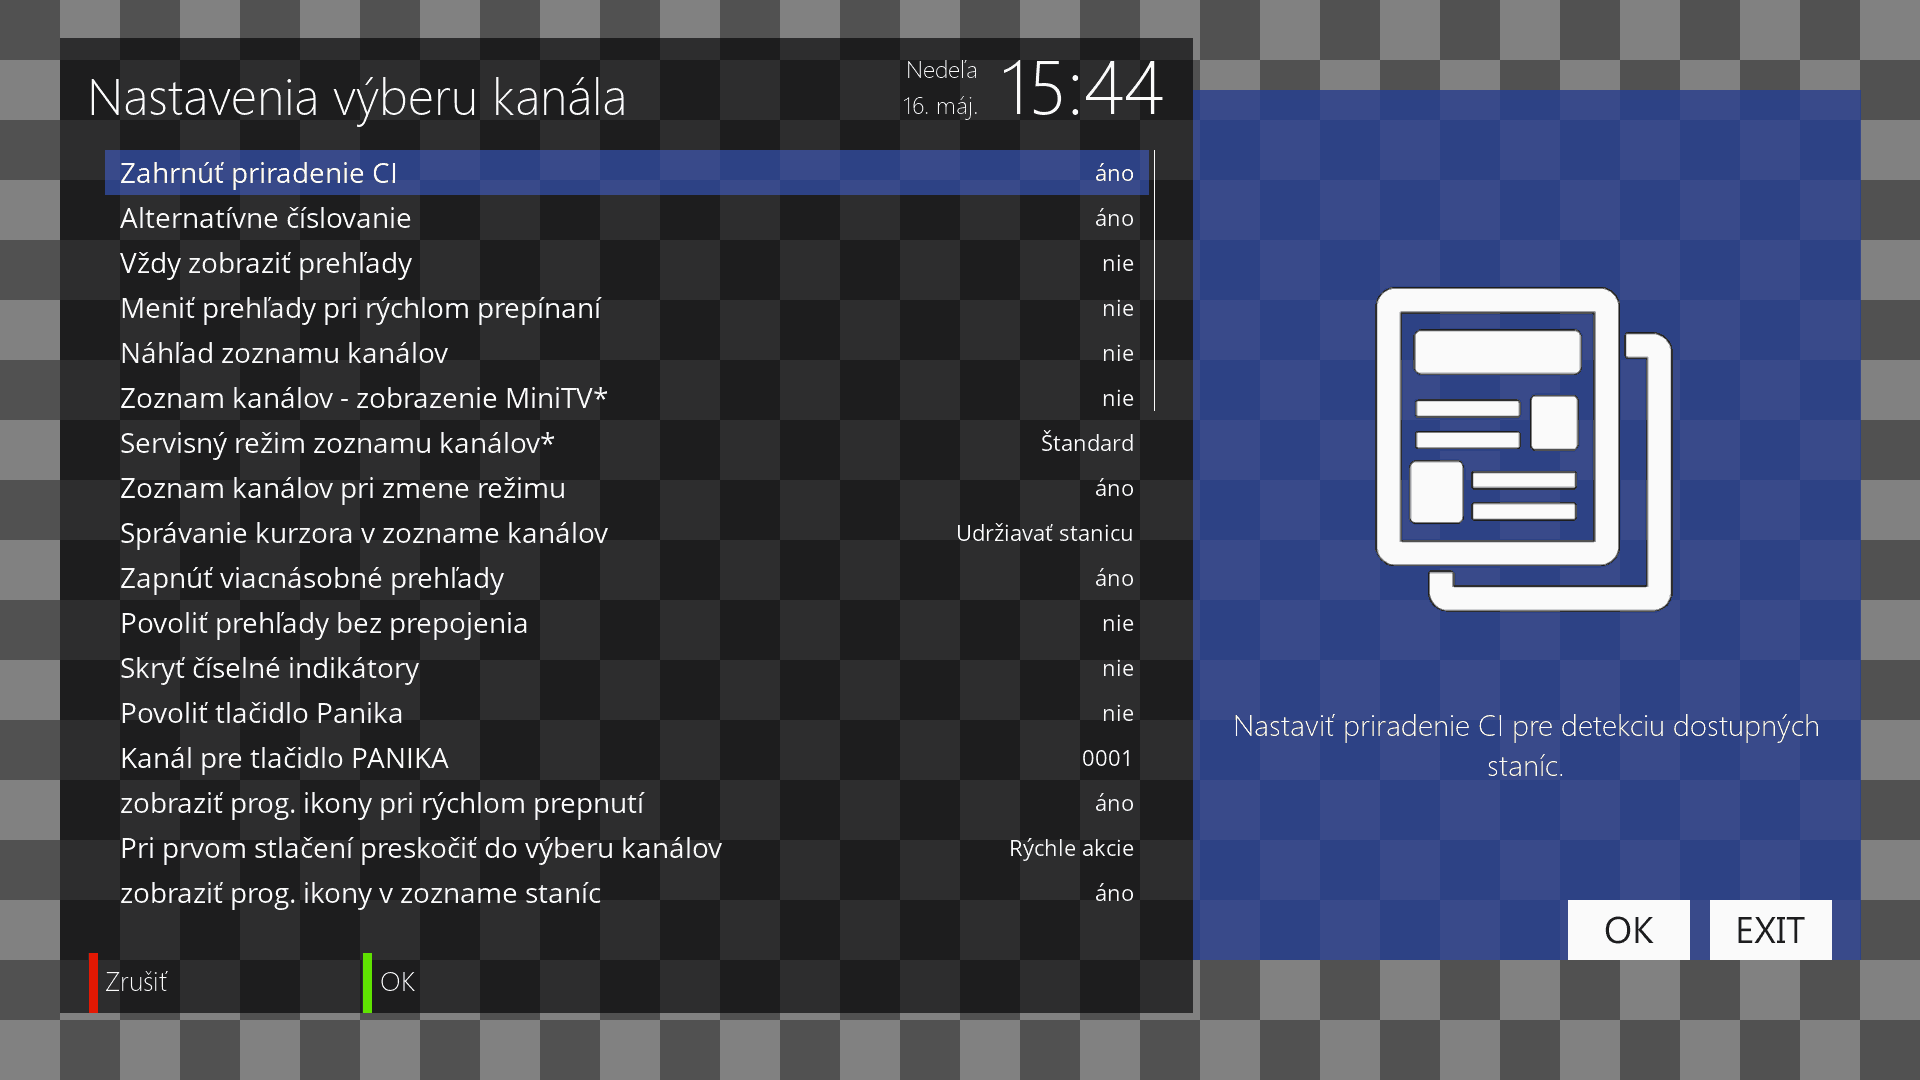 Nastavenia výberu kanála
Nedeľa
16. máj.
15:44
Zahrnúť priradenie CI áno
Alternatívne číslovanie áno
Vždy zobraziť prehľady nie
Meniť prehľady pri rýchlom prepínaní nie
Náhľad zoznamu kanálov nie
Zoznam kanálov - zobrazenie MiniTV* nie
Servisný režim zoznamu kanálov* Štandard
Zoznam kanálov pri zmene režimu áno
Správanie kurzora v zozname kanálov Udržiavať stanicu
Zapnúť viacnásobné prehľady áno
Povoliť prehľady bez prepojenia nie
Skryť číselné indikátory nie
Povoliť tlačidlo Panika nie
Kanál pre tlačidlo PANIKA 0001
zobraziť prog. ikony pri rýchlom prepnutí áno
Pri prvom stlačení preskočiť do výberu kanálov Rýchle akcie
zobraziť prog. ikony v zozname staníc áno
Zrušiť
OK
Nastaviť priradenie CI pre detekciu dostupných
staníc.
OK
EXIT